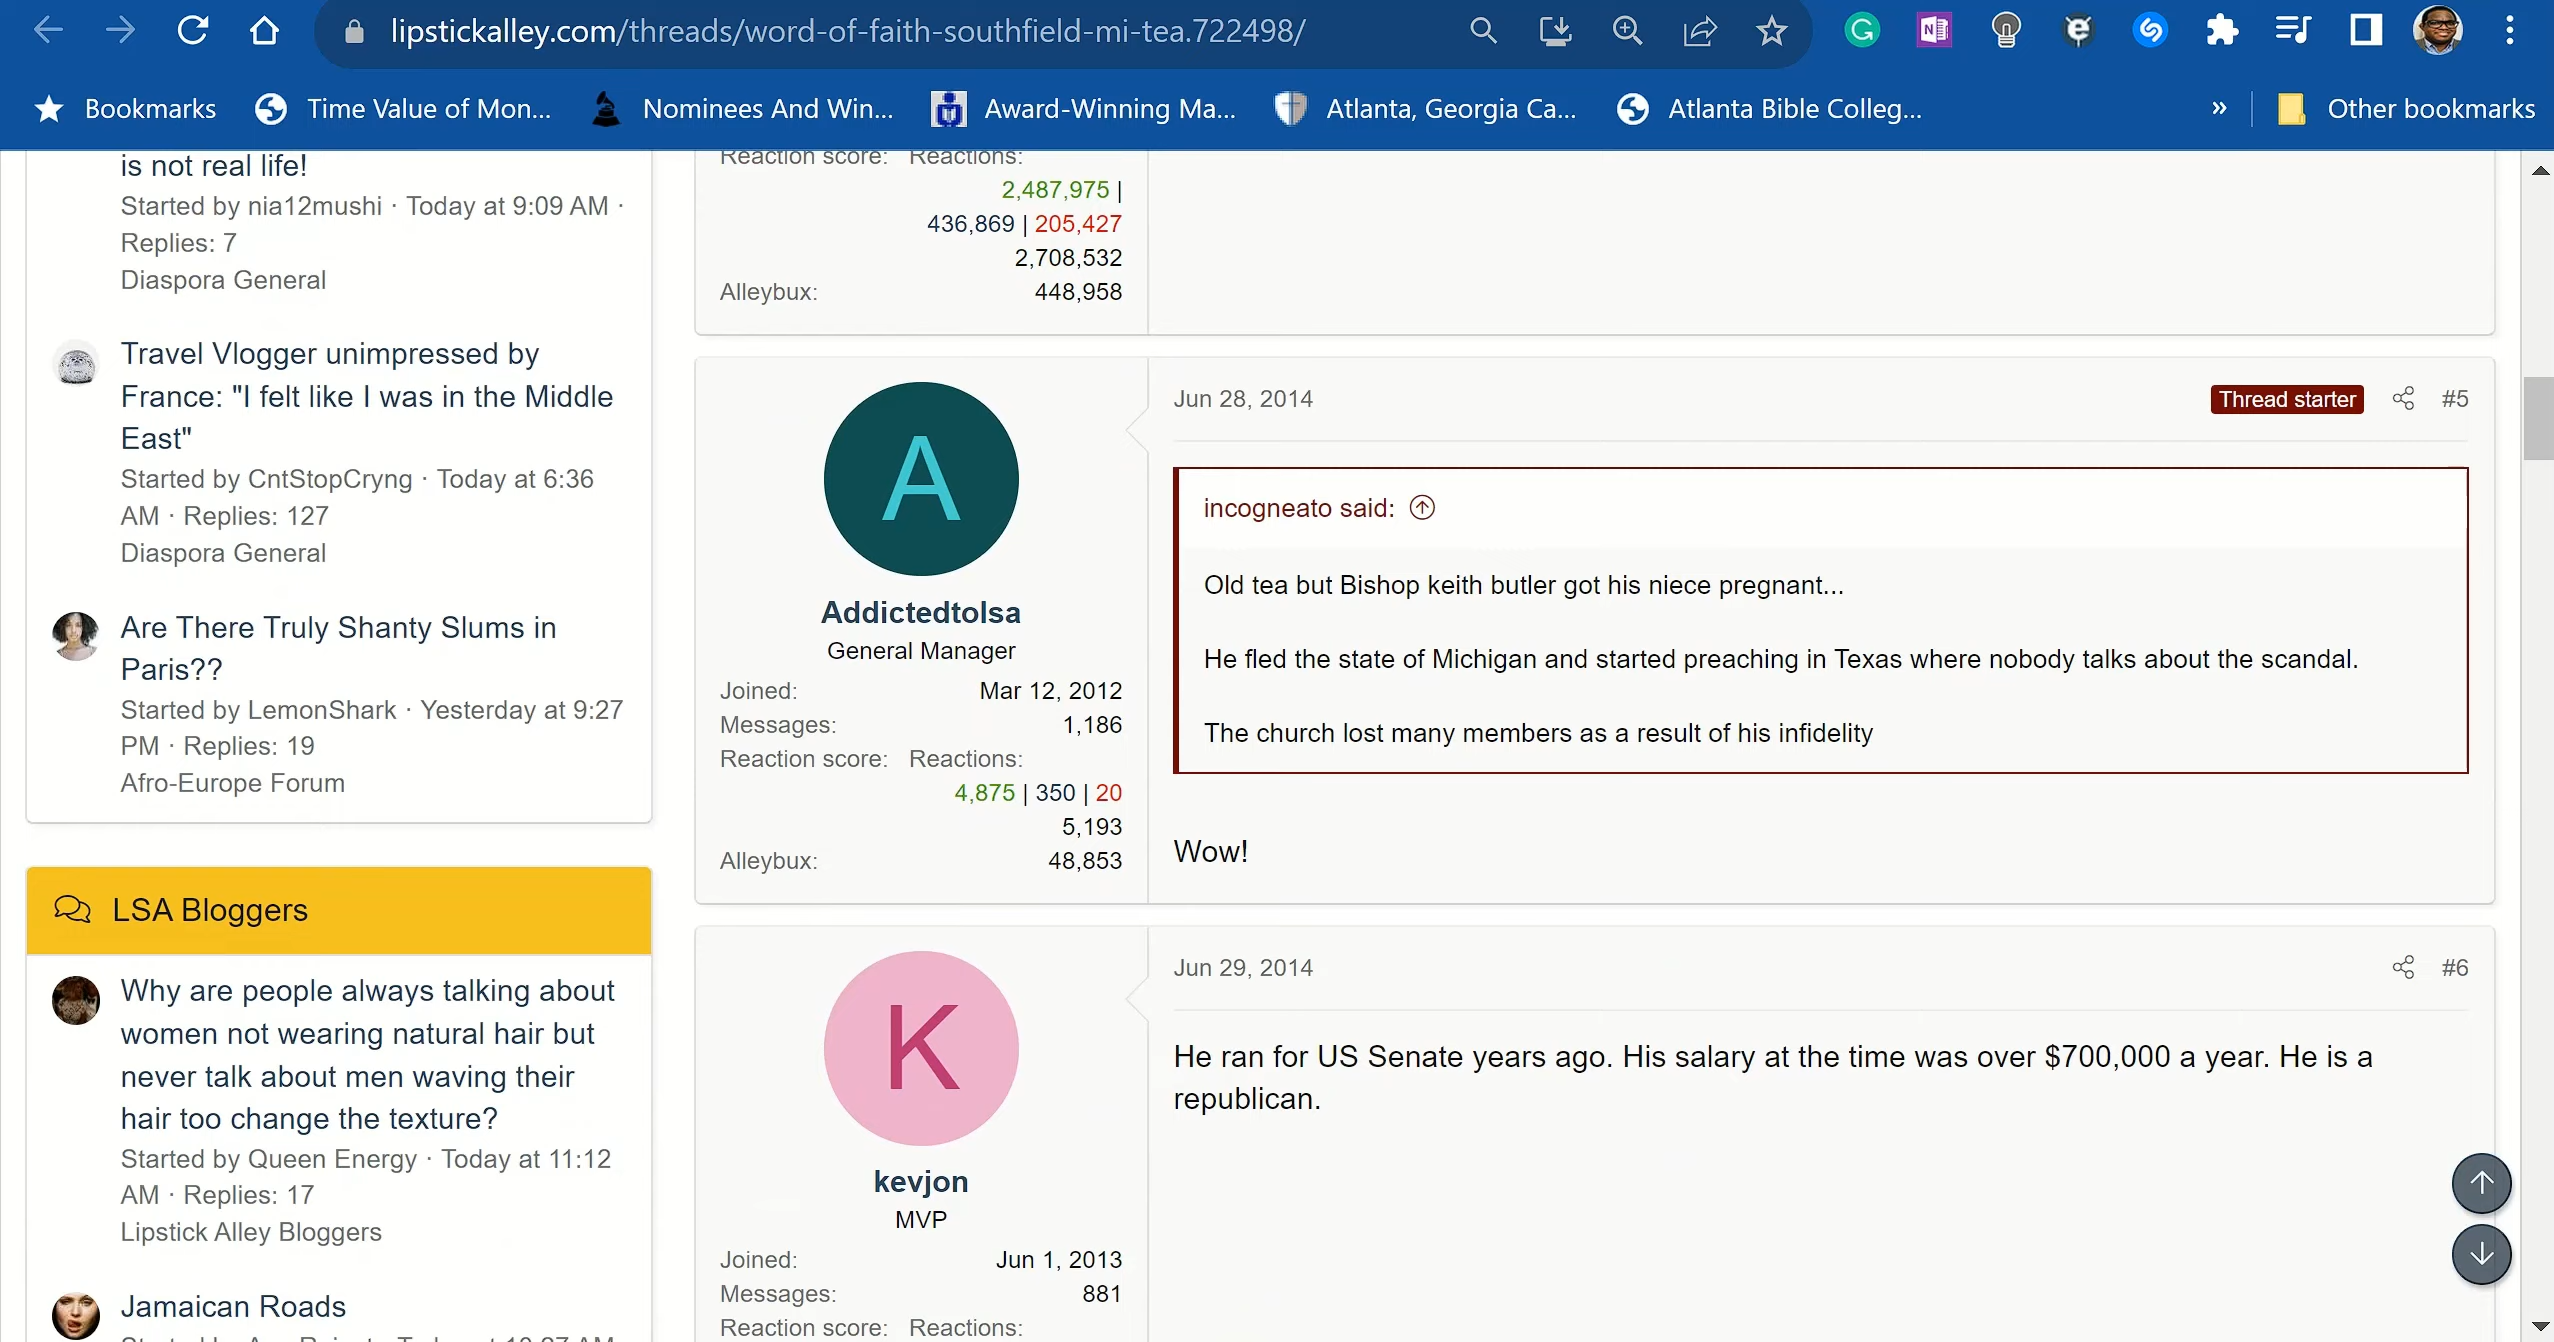 lipstickalley.com/threads/word-of-faith-southfield-mi-tea.722498/
Bookmarks
Time Value of Mon...
Nominees And Win...
Award-Winning Ma...
Atlanta, Georgia Ca...
Atlanta Bible Colleg...
»
Other bookmarks
is not real life!
Started by nia12mushi · Today at 9:09 AM ·
Replies: 7
Diaspora General
Travel Vlogger unimpressed by
France: "I felt like I was in the Middle
East"
Started by CntStopCryng · Today at 6:36
AM · Replies: 127
Diaspora General
Are There Truly Shanty Slums in
Paris??
Started by LemonShark · Yesterday at 9:27
PM · Replies: 19
Afro-Europe Forum
LSA Bloggers
Why are people always talking about
women not wearing natural hair but
never talk about men waving their
hair too change the texture?
Started by Queen Energy · Today at 11:12
AM · Replies: 17
Lipstick Alley Bloggers
Jamaican Roads
Reaction score: Reactions:
2,487,975 |
436,869 | 205,427
2,708,532
Alleybux: 448,958
A
Addictedtolsa
General Manager
Joined: Mar 12, 2012
Messages: 1,186
Reaction score: Reactions:
4,875 | 350 | 20
5,193
Alleybux: 48,853
Jun 28, 2014 Thread starter #5
incogneato said:
Old tea but Bishop keith butler got his niece pregnant...
He fled the state of Michigan and started preaching in Texas where nobody talks about the scandal.
The church lost many members as a result of his infidelity
Wow!
K
kevjon
MVP
Joined: Jun 1, 2013
Messages: 881
Reaction score: Reactions:
Jun 29, 2014 #6
He ran for US Senate years ago. His salary at the time was over $700,000 a year. He is a
republican.